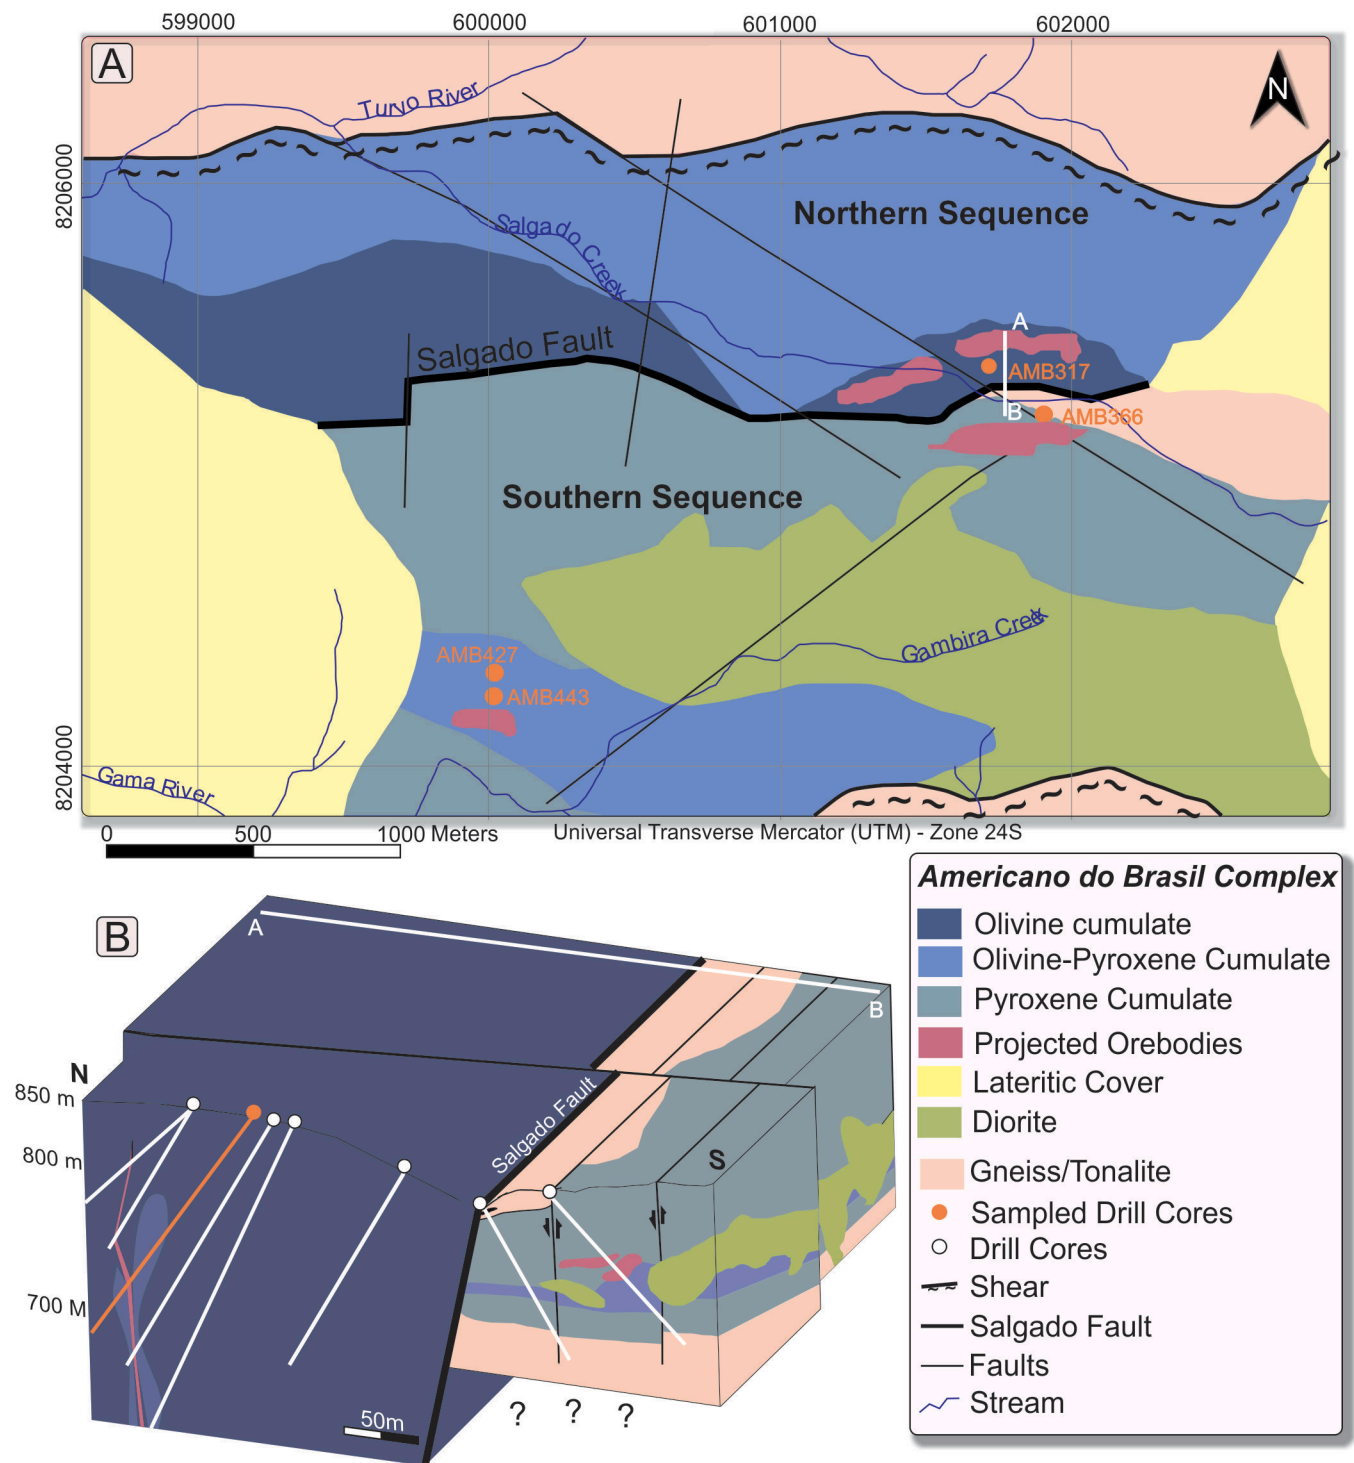 599000 600000 601000 602000
A
N
Turvo River
8206000
Northern Sequence
Salgado Creek
A
Salgado Fault
AMB317
B
AMB366
Southern Sequence
Gambira Creek
AMB427
AMB443
8204000
Gama River
0 500 1000 Meters
Universal Transverse Mercator (UTM) - Zone 24S
B
A
B
N
850 m
800 m
700 M
Salgado Fault
S
50m
? ? ?
Americano do Brasil Complex
Olivine cumulate
Olivine-Pyroxene Cumulate
Pyroxene Cumulate
Projected Orebodies
Lateritic Cover
Diorite
Gneiss/Tonalite
Sampled Drill Cores
Drill Cores
Shear
Salgado Fault
Faults
Stream